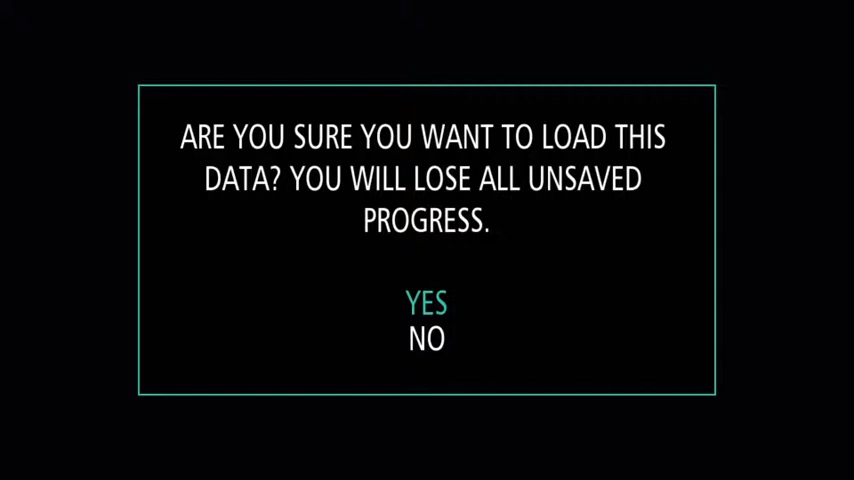 ARE YOU SURE YOU WANT TO LOAD THIS
DATA? YOU WILL LOSE ALL UNSAVED
PROGRESS.
YES
NO